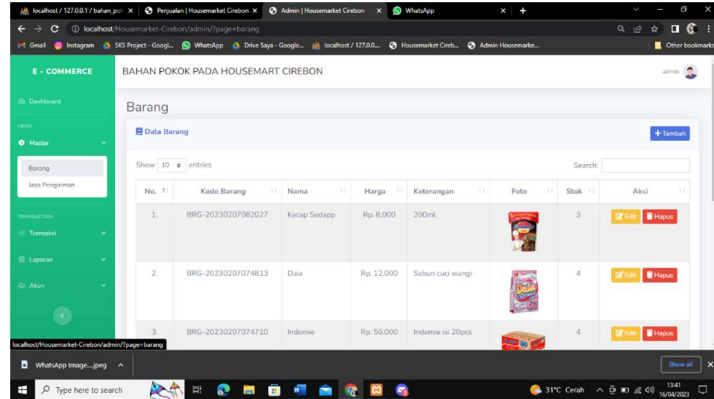 localhost / 127.0.0.1 / bahan_pol
Penjualan | Housemarket Cirebon
Admin | Housemarket Cirebon
WhatsApp
localhost/Housemarket-Cirebon/admin/?page=barang
Gmail
Instagram
SKS Project - Googl...
WhatsApp
Drive Saya - Google...
localhost / 127.0.0...
Housemarket Cireb...
Admin Housemarke...
Other bookmarks
E - COMMERCE
BAHAN POKOK PADA HOUSEMART CIREBON
admin
Dashboard
MENU
Master
Barang
Jasa Pengiriman
TRANSACTION
Transaksi
Laporan
Akun
Barang
Data Barang
+ Tambah
Show 10 entries
Search:
No. Kode Barang Nama Harga Keterangan Foto Stok Aksi
1. BRG-20230207082027 Kecap Sedapp Rp. 8,000 200ml 3 Edit Hapus
2. BRG-20230207074813 Daia Rp. 12,000 Sabun cuci wangi 4 Edit Hapus
3. BRG-20230207074710 Indomie Rp. 50,000 Indomie isi 20pcs 4 Edit Hapus
localhost/Housemarket-Cirebon/admin/?page=barang
WhatsApp Image....jpeg
Show all
Type here to search
31°C Cerah
13:41
16/04/2023